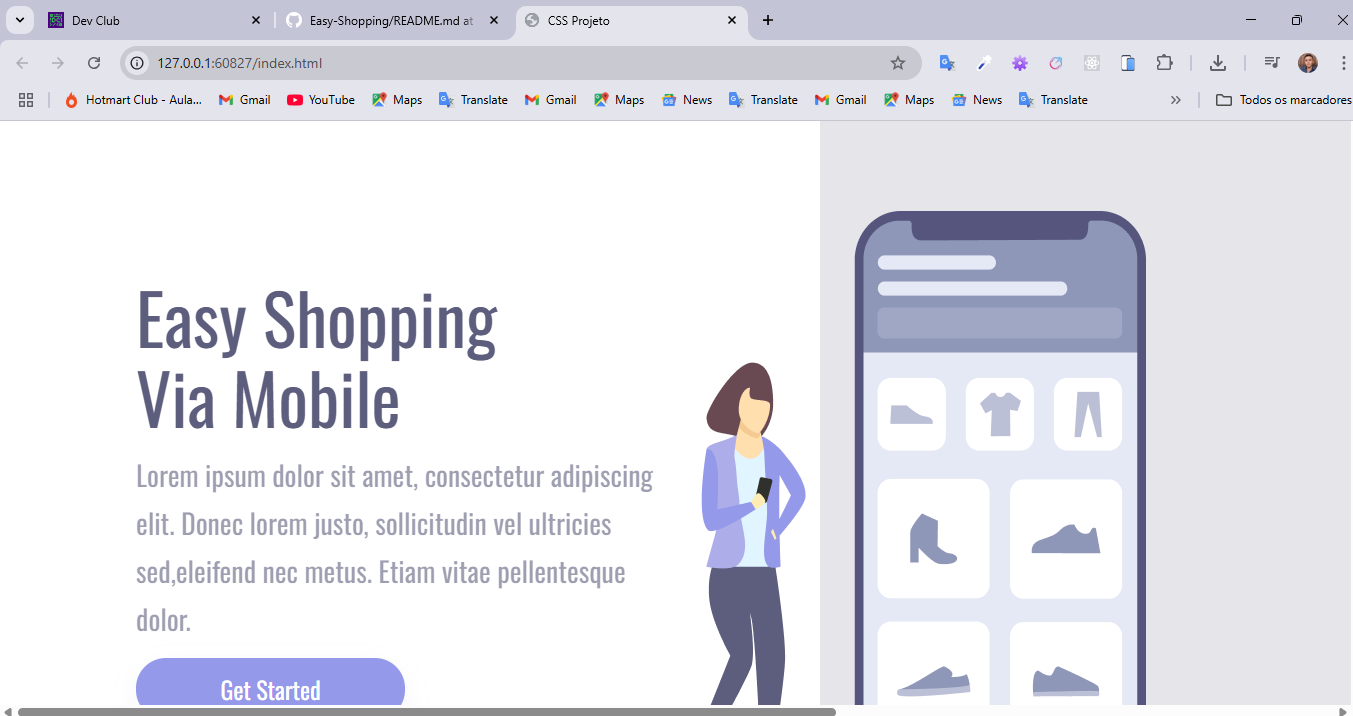 Dev Club
Easy-Shopping/README.md at
CSS Projeto
127.0.0.1:60827/index.html
Hotmart Club - Aula...
Gmail
YouTube
Maps
Translate
Gmail
Maps
News
Translate
Gmail
Maps
News
Translate
Todos os marcadores
Easy Shopping
Via Mobile
Lorem ipsum dolor sit amet, consectetur adipiscing
elit. Donec lorem justo, sollicitudin vel ultricies
sed,eleifend nec metus. Etiam vitae pellentesque
dolor.
Get Started